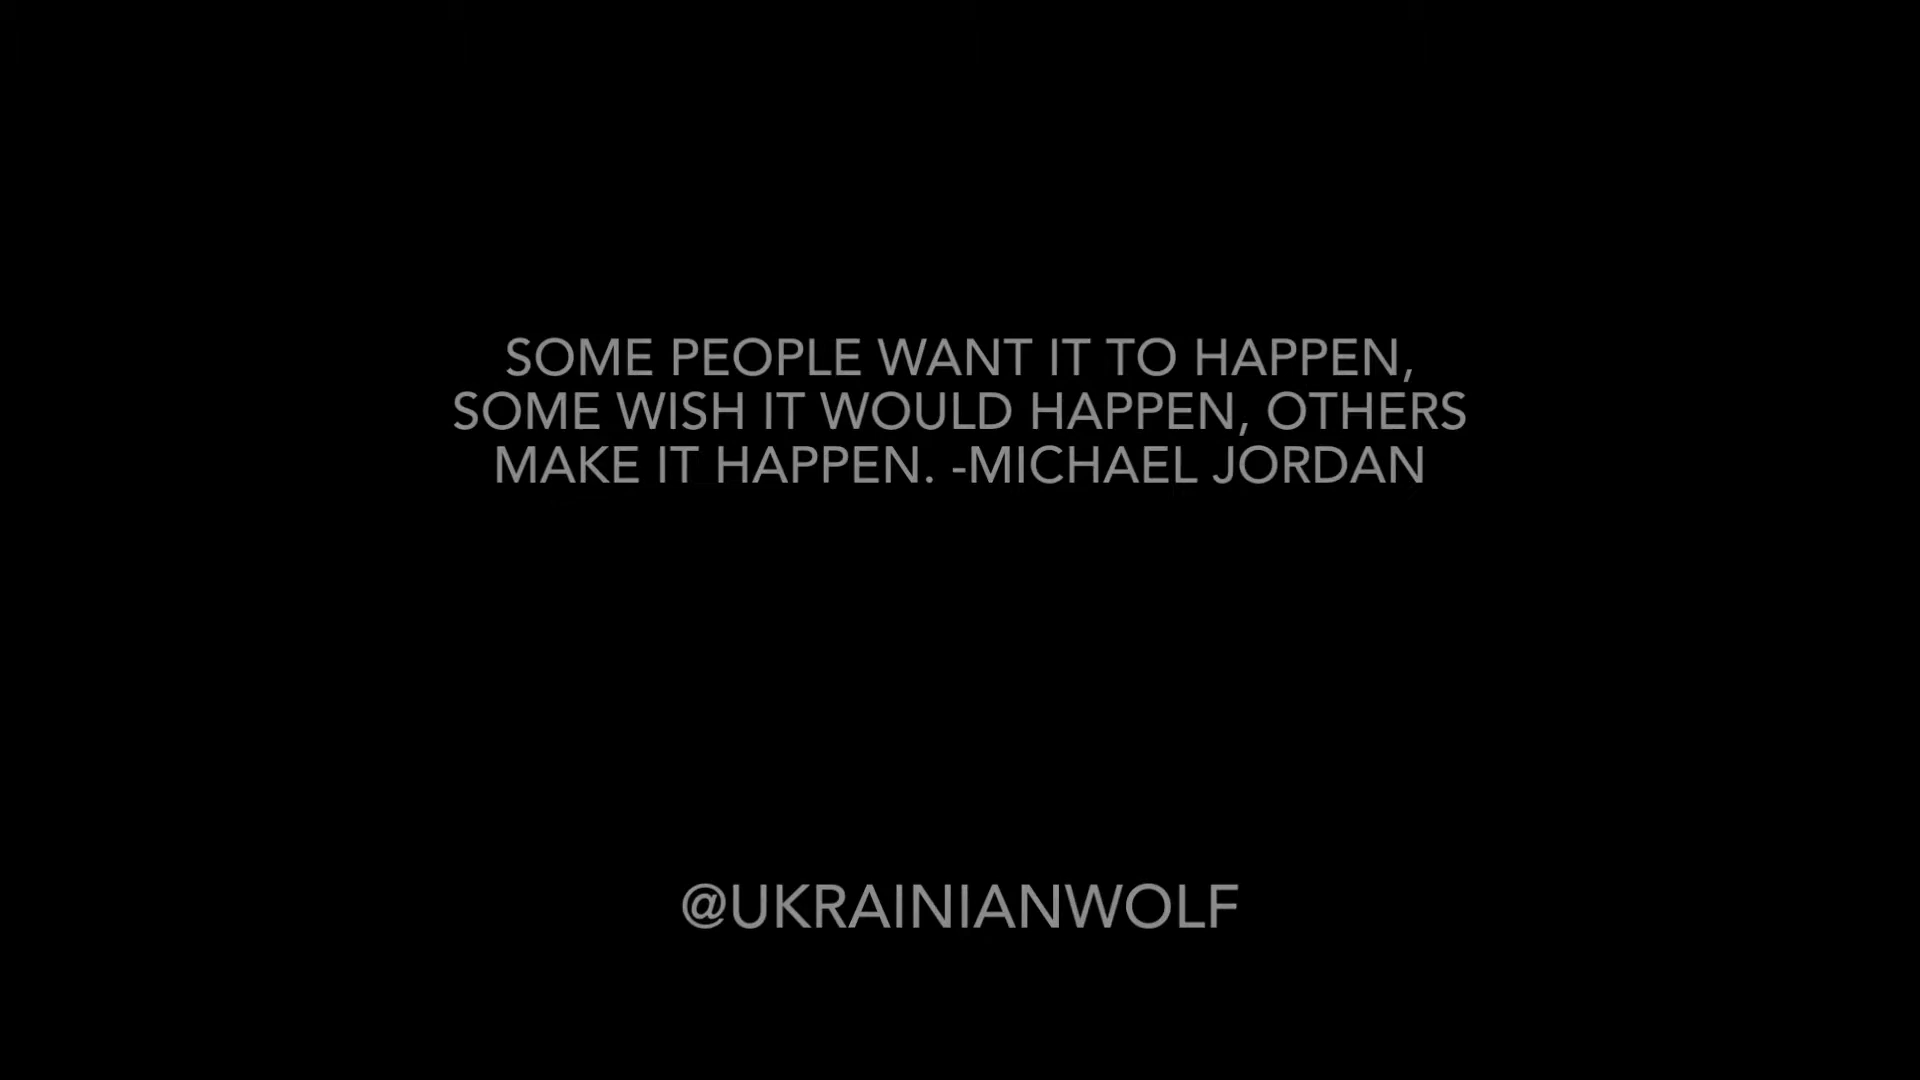 SOME PEOPLE WANT IT TO HAPPEN,
SOME WISH IT WOULD HAPPEN, OTHERS
MAKE IT HAPPEN. -MICHAEL JORDAN
@UKRAINIANWOLF